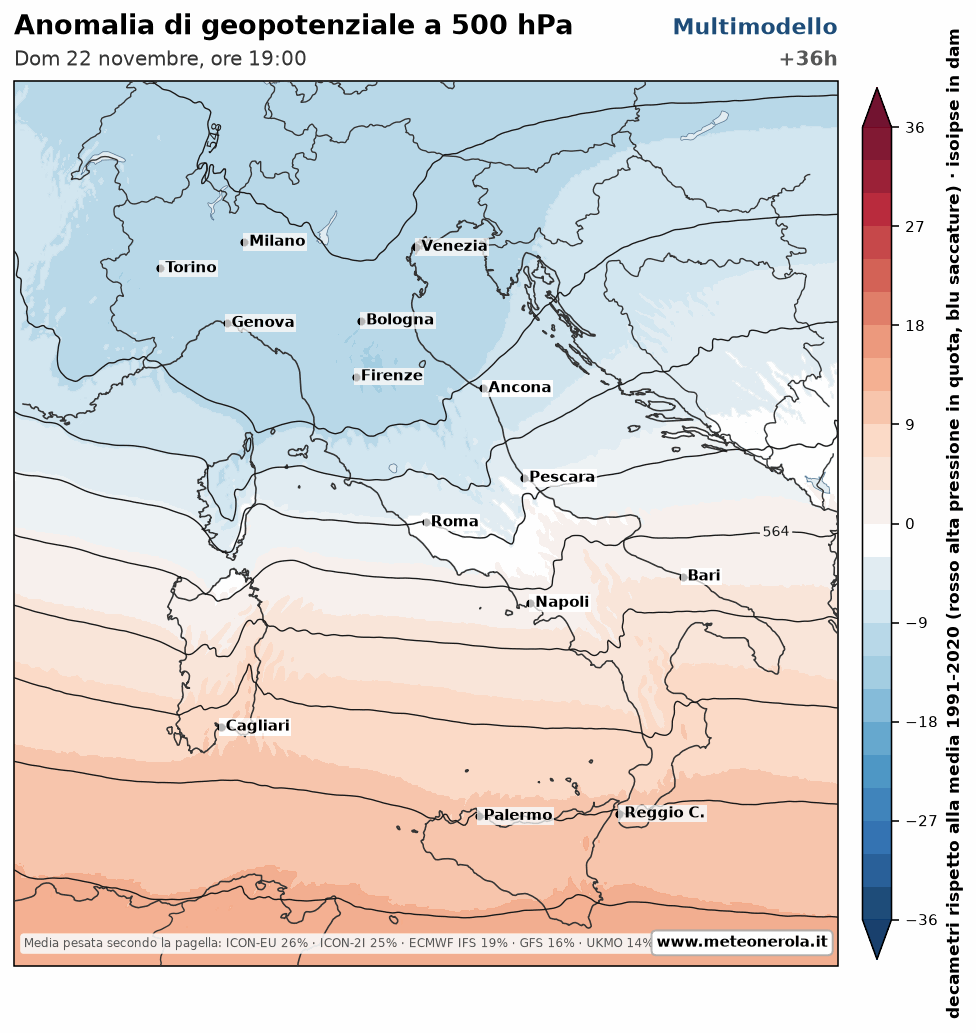 Anomalia di geopotenziale a 500 hPa
Multimodello
Dom 22 novembre, ore 19:00
+36h
548
Milano
Venezia
Torino
Genova
Bologna
Firenze
Ancona
Pescara
Roma
564
Bari
Napoli
Cagliari
Palermo
Reggio C.
Media pesata secondo la pagella: ICON-EU 26% · ICON-2I 25% · ECMWF IFS 19% · GFS 16% · UKMO 14%
www.meteonerola.it
36
27
18
9
0
−9
−18
−27
−36
decametri rispetto alla media 1991-2020 (rosso alta pressione in quota, blu saccature) · isoipse in dam